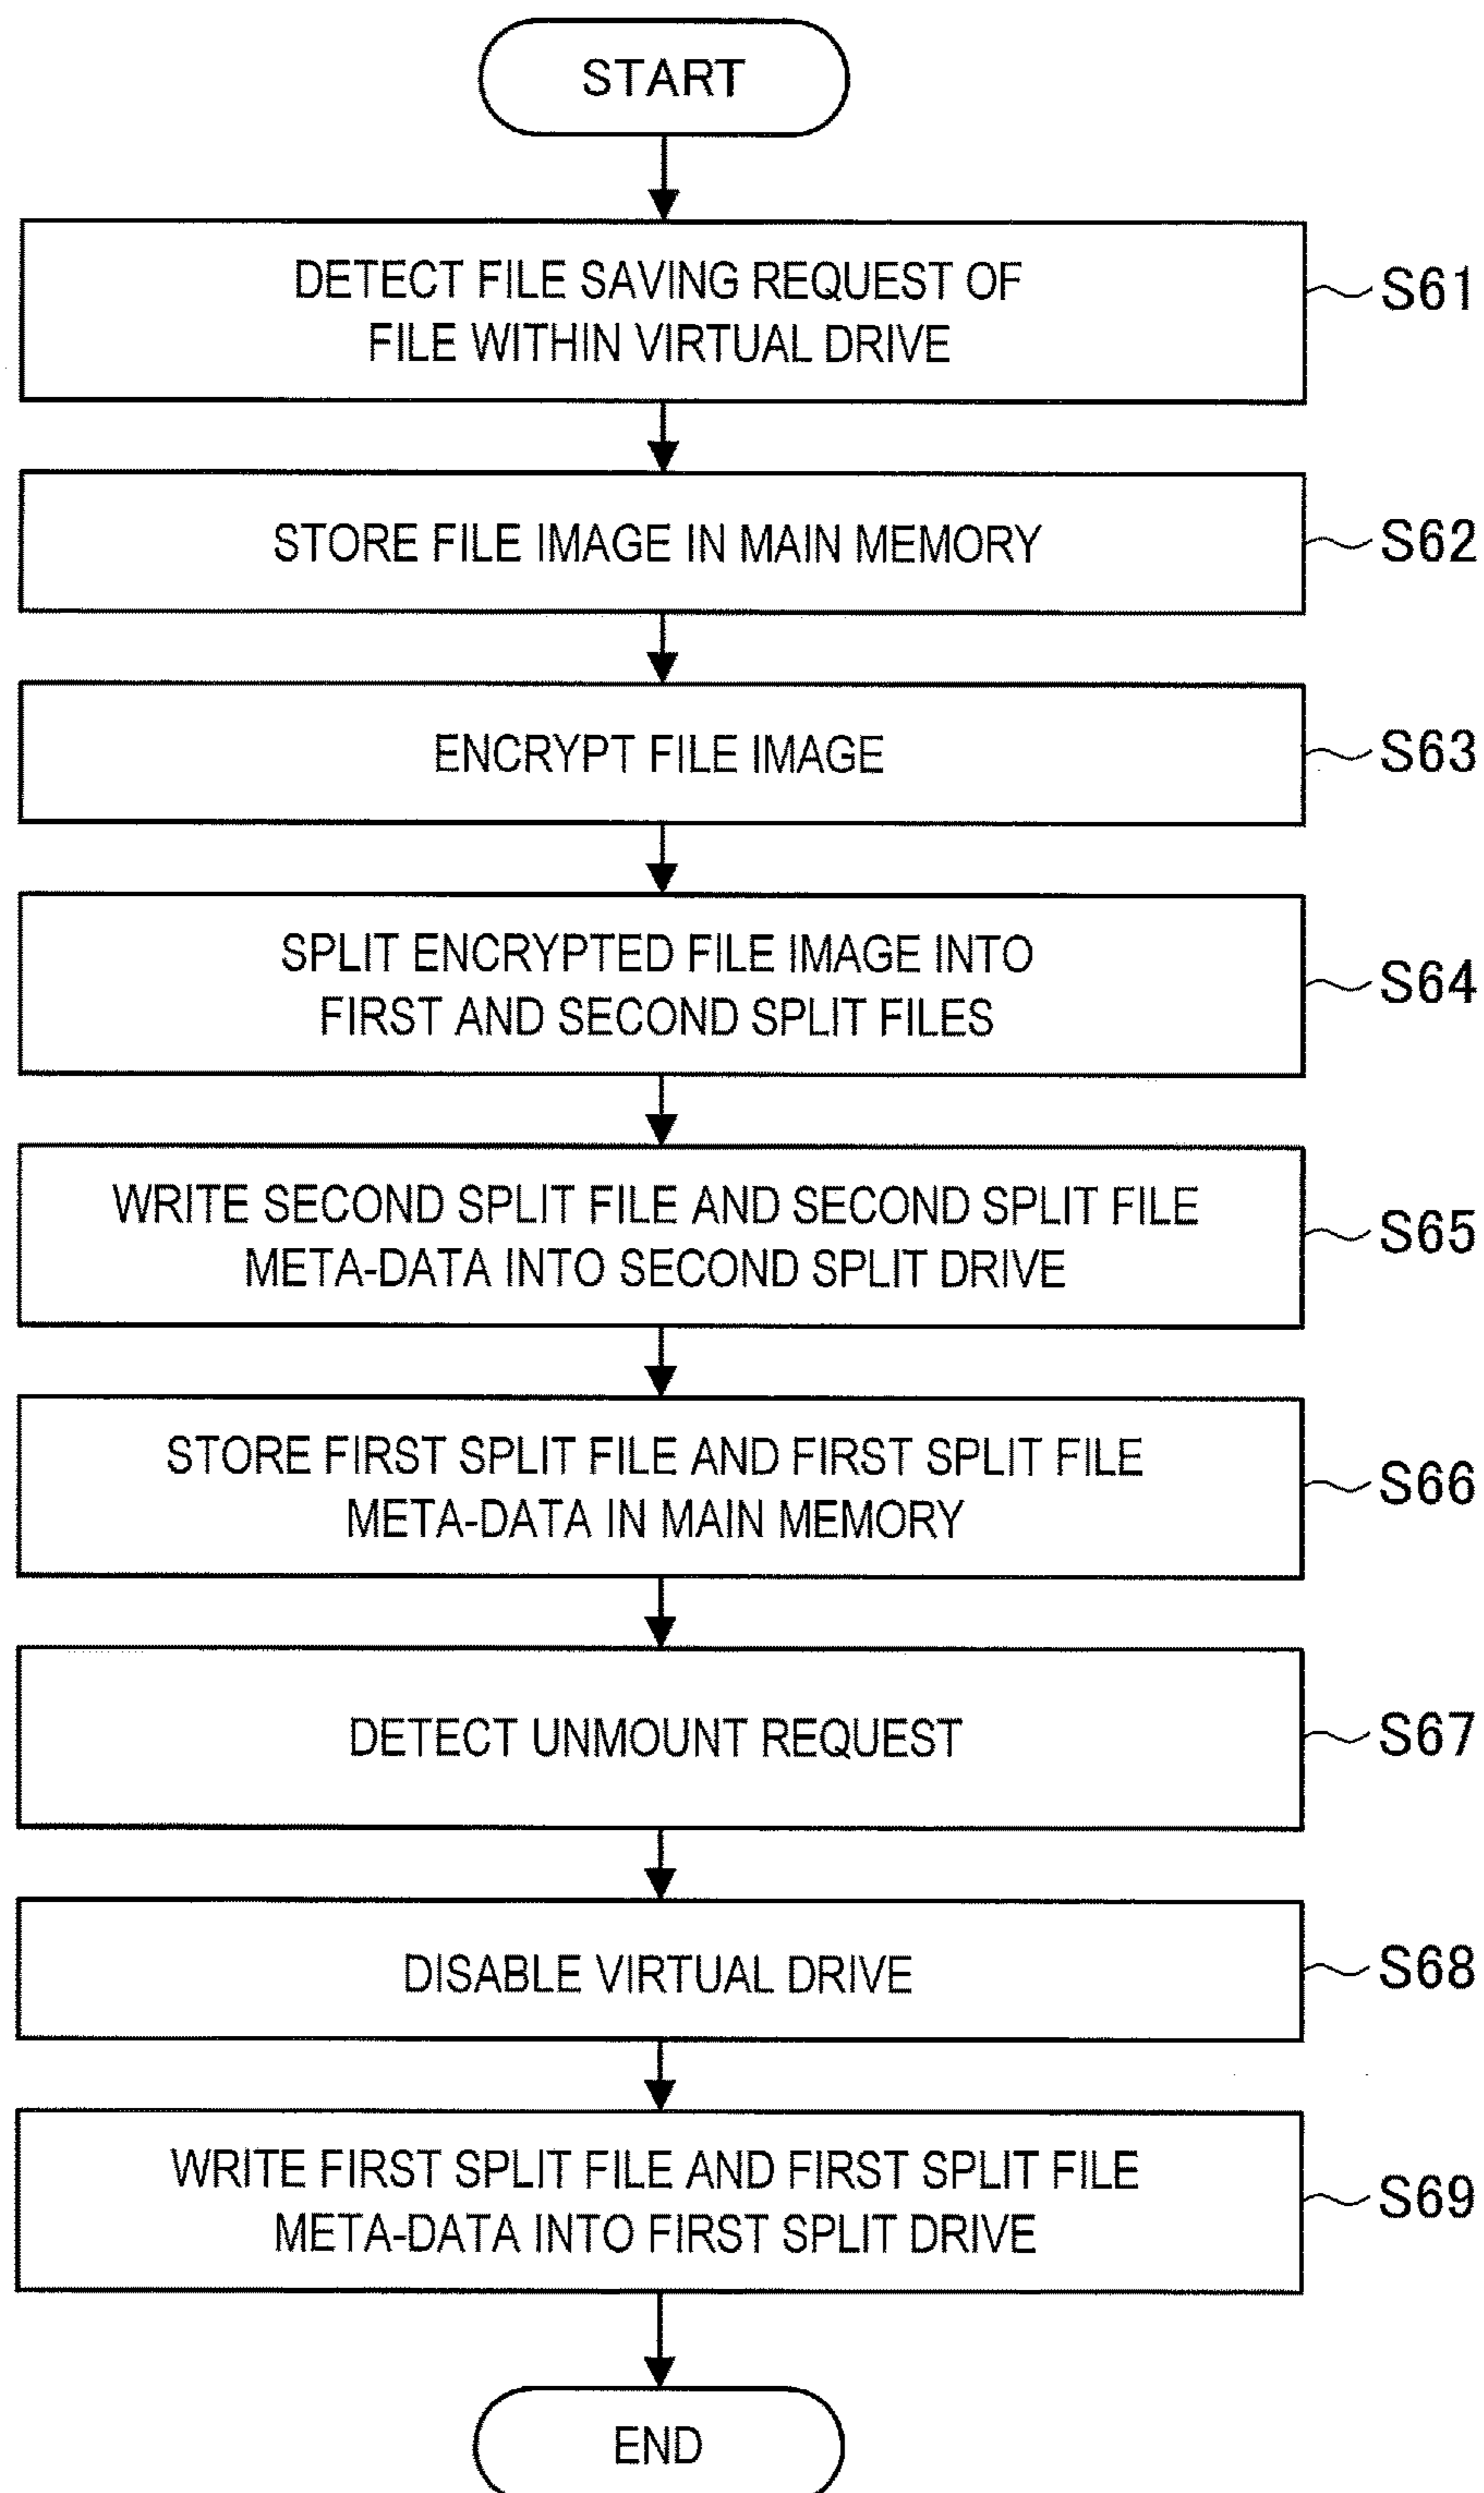 START
DETECT FILE SAVING REQUEST OF
FILE WITHIN VIRTUAL DRIVE
S61
STORE FILE IMAGE IN MAIN MEMORY
S62
ENCRYPT FILE IMAGE
S63
SPLIT ENCRYPTED FILE IMAGE INTO
FIRST AND SECOND SPLIT FILES
S64
WRITE SECOND SPLIT FILE AND SECOND SPLIT FILE
META-DATA INTO SECOND SPLIT DRIVE
S65
STORE FIRST SPLIT FILE AND FIRST SPLIT FILE
META-DATA IN MAIN MEMORY
S66
DETECT UNMOUNT REQUEST
S67
DISABLE VIRTUAL DRIVE
S68
WRITE FIRST SPLIT FILE AND FIRST SPLIT FILE
META-DATA INTO FIRST SPLIT DRIVE
S69
END